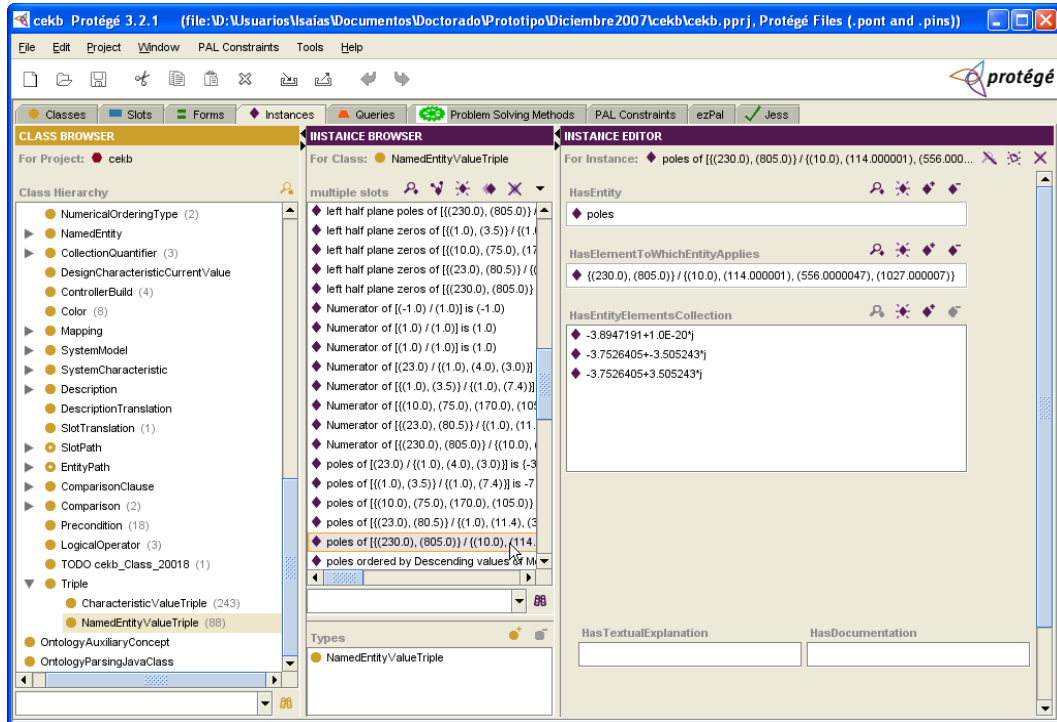 cekb Protégé 3.2.1 (file:\D:\Usuarios\Isaías\Documentos\Doctorado\Prototipo\Diciembre2007\cekb\cekb.pprj, Protégé Files (.pont and .pins))
File Edit Project Window PAL Constraints Tools Help
protégé
Classes Slots Forms Instances Queries Problem Solving Methods PAL Constraints ezPal Jess
CLASS BROWSER
For Project: cekb
Class Hierarchy
NumericalOrderingType (2)
NamedEntity
CollectionQuantifier (3)
DesignCharacteristicCurrentValue
ControllerBuild (4)
Color (8)
Mapping
SystemModel
SystemCharacteristic
Description
DescriptionTranslation
SlotTranslation (1)
SlotPath
EntityPath
ComparisonClause
Comparison (2)
Precondition (18)
LogicalOperator (3)
TODO cekb_Class_20018 (1)
Triple
CharacteristicValueTriple (243)
NamedEntityValueTriple (88)
OntologyAuxiliaryConcept
OntologyParsingJavaClass
INSTANCE BROWSER
For Class: NamedEntityValueTriple
multiple slots
left half plane poles of [{(230.0), (805.0)} /
left half plane zeros of [{(1.0), (3.5)} / {(1.
left half plane zeros of [{(10.0), (75.0), (17
left half plane zeros of [{(23.0), (80.5)} / {(
left half plane zeros of [{(230.0), (805.0)}
Numerator of [(-1.0) / (1.0)] is (-1.0)
Numerator of [(1.0) / (1.0)] is (1.0)
Numerator of [(1.0) / (1.0)] is (1.0)
Numerator of [(23.0) / {(1.0), (4.0), (3.0)}]
Numerator of [{(1.0), (3.5)} / {(1.0), (7.4)}]
Numerator of [{(10.0), (75.0), (170.0), (105
Numerator of [{(23.0), (80.5)} / {(1.0), (11.
Numerator of [{(230.0), (805.0)} / {(10.0), (
poles of [(23.0) / {(1.0), (4.0), (3.0)}] is {-3
poles of [{(1.0), (3.5)} / {(1.0), (7.4)}] is -7
poles of [{(10.0), (75.0), (170.0), (105.0)}
poles of [{(23.0), (80.5)} / {(1.0), (11.4), (3
poles of [{(230.0), (805.0)} / {(10.0), (114.
poles ordered by Descending values of Mo
Types
NamedEntityValueTriple
INSTANCE EDITOR
For Instance: poles of [{(230.0), (805.0)} / {(10.0), (114.000001), (556.000...
HasEntity
poles
HasElementToWhichEntityApplies
{(230.0), (805.0)} / {(10.0), (114.000001), (556.0000047), (1027.000007)}
HasEntityElementsCollection
-3.8947191+1.0E-20*j
-3.7526405+-3.505243*j
-3.7526405+3.505243*j
HasTextualExplanation HasDocumentation